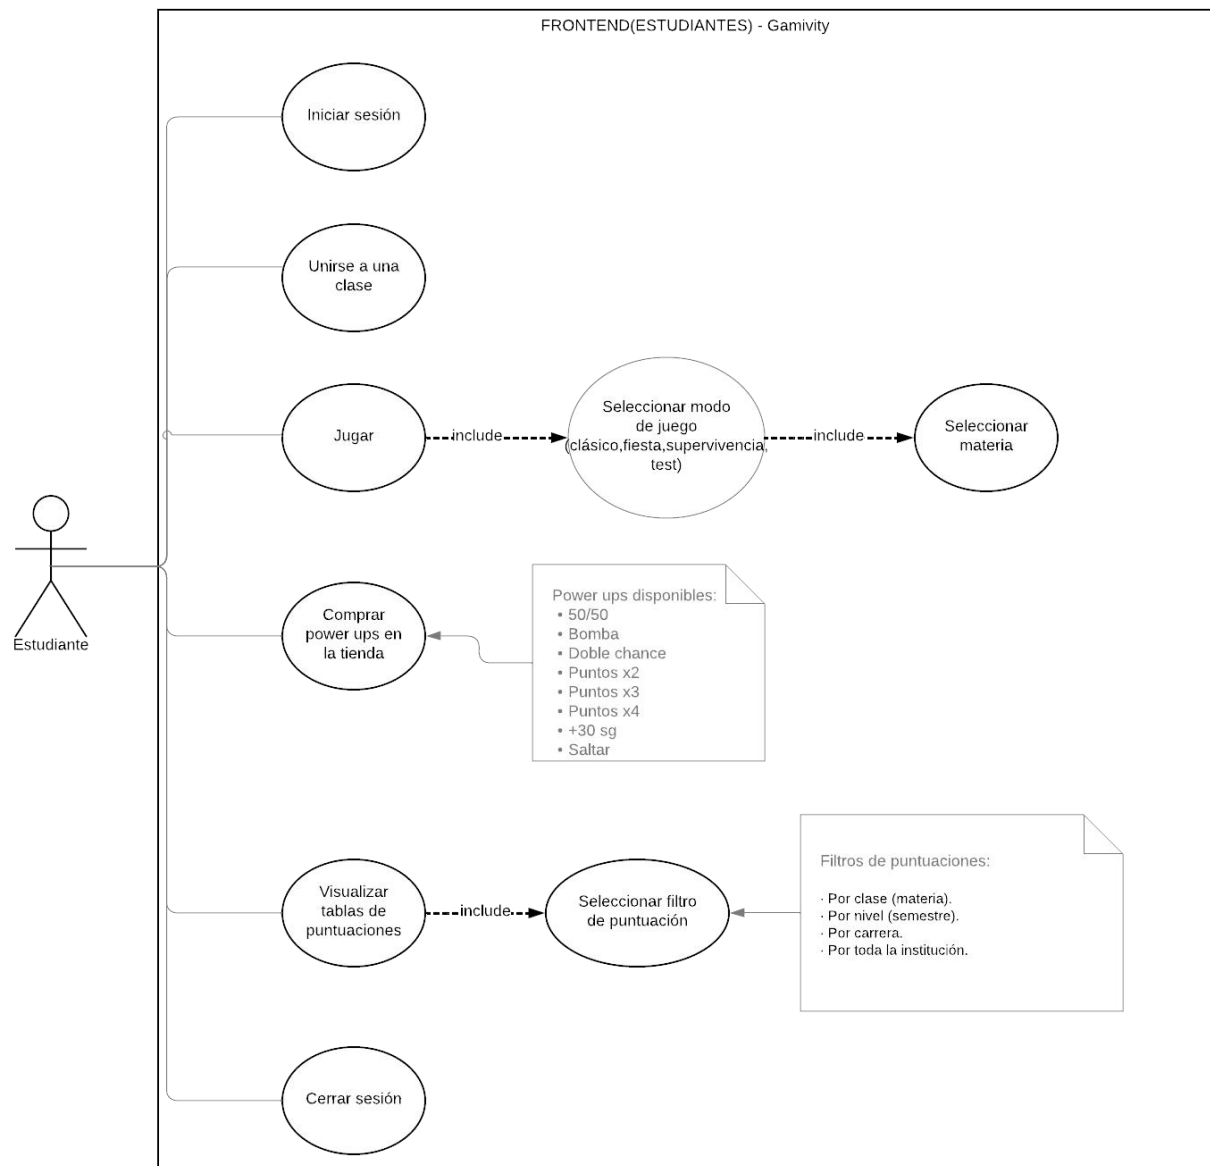 FRONTEND(ESTUDIANTES) - Gamivity
Iniciar sesión
Unirse a una
clase
Jugar
include
Seleccionar modo
de juego
(clásico,fiesta,supervivencia,
test)
include
Seleccionar
materia
Estudiante
Comprar
power ups en
la tienda
Power ups disponibles:
• 50/50
• Bomba
• Doble chance
• Puntos x2
• Puntos x3
• Puntos x4
• +30 sg
• Saltar
Visualizar
tablas de
puntuaciones
include
Seleccionar filtro
de puntuación
Filtros de puntuaciones:
· Por clase (materia).
· Por nivel (semestre).
· Por carrera.
· Por toda la institución.
Cerrar sesión